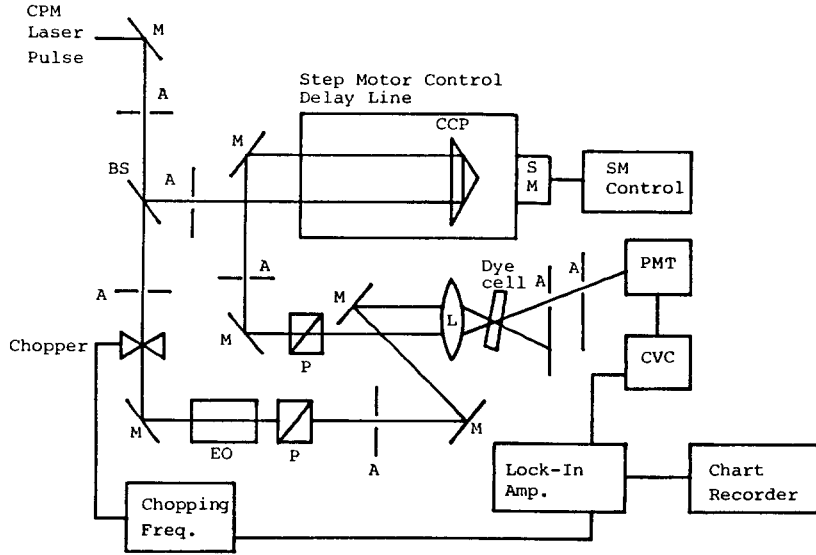 CPM
Laser
Pulse
M
A
Step Motor Control
Delay Line
CCP
M
BS
A
S
M
SM
Control
A
A
Dye
cell
A
A
PMT
M
L
M
P
Chopper
CVC
M
EO
P
A
M
Lock-In
Amp.
Chart
Recorder
Chopping
Freq.